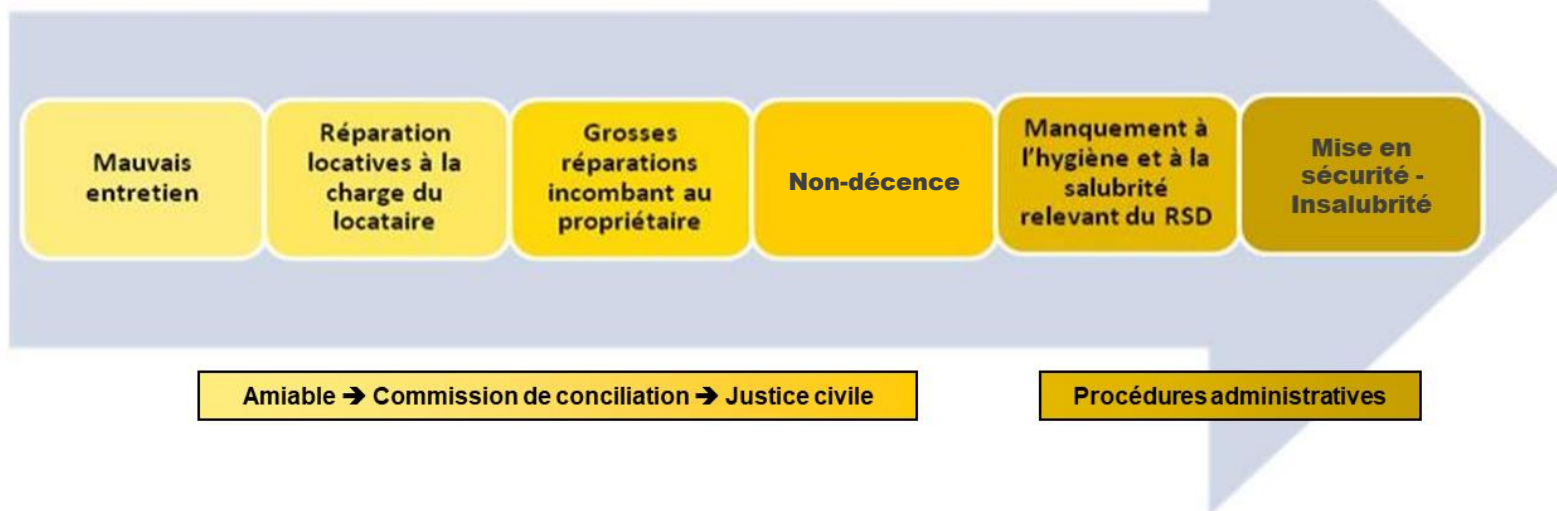 Mauvais
entretien
Réparation
locatives à la
charge du
locataire
Grosses
réparations
incombant au
propriétaire
Non-décence
Manquement à
l'hygiène et à la
salubrité
relevant du RSD
Mise en
sécurité -
Insalubrité
Amiable ➔ Commission de conciliation ➔ Justice civile
Procédures administratives